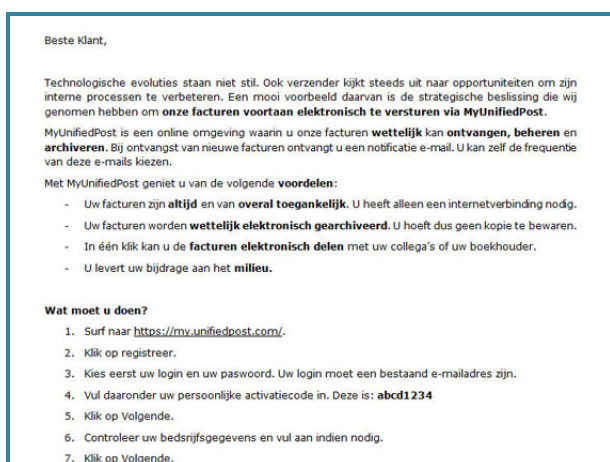 Beste Klant,
Technologische evoluties staan niet stil. Ook verzender kijkt steeds uit naar opportuniteiten om zijn
interne processen te verbeteren. Een mooi voorbeeld daarvan is de strategische beslissing die wij
genomen hebben om onze facturen voortaan elektronisch te versturen via MyUnifiedPost.
MyUnifiedPost is een online omgeving waarin u onze facturen wettelijk kan ontvangen, beheren en
archiveren. Bij ontvangst van nieuwe facturen ontvangt u een notificatie e-mail. U kan zelf de frequentie
van deze e-mails kiezen.
Met MyUnifiedPost geniet u van de volgende voordelen:
- Uw facturen zijn altijd en van overal toegankelijk. U heeft alleen een internetverbinding nodig.
- Uw facturen worden wettelijk elektronisch gearchiveerd. U hoeft dus geen kopie te bewaren.
- In één klik kan u de facturen elektronisch delen met uw collega's of uw boekhouder.
- U levert uw bijdrage aan het milieu.
Wat moet u doen?
1. Surf naar https://my.unifiedpost.com/.
2. Klik op registreer.
3. Kies eerst uw login en uw paswoord. Uw login moet een bestaand e-mailadres zijn.
4. Vul daaronder uw persoonlijke activatiecode in. Deze is: abcd1234
5. Klik op Volgende.
6. Controleer uw bedsrijfsgegevens en vul aan indien nodig.
7. Klik op Volgende.